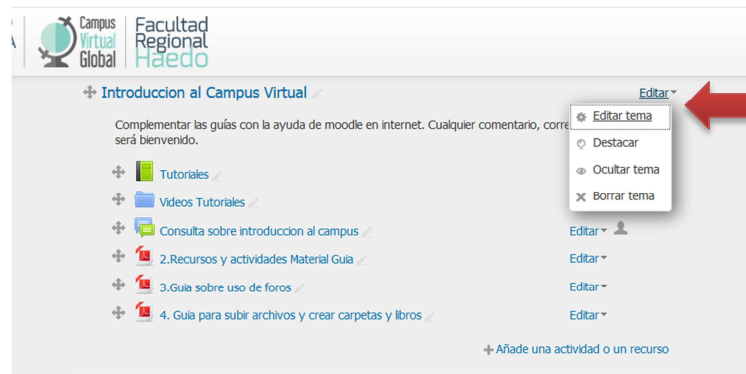 A
Campus
Virtual
Global
Facultad
Regional
Haedo
Introduccion al Campus Virtual
Editar
Complementar las guías con la ayuda de moodle en internet. Cualquier comentario, corre
será bienvenido.
Editar tema
Destacar
Ocultar tema
Borrar tema
Tutoriales
Videos Tutoriales
Consulta sobre introduccion al campus Editar
2.Recursos y actividades Material Guia Editar
3.Guia sobre uso de foros Editar
4. Guia para subir archivos y crear carpetas y libros Editar
Añade una actividad o un recurso